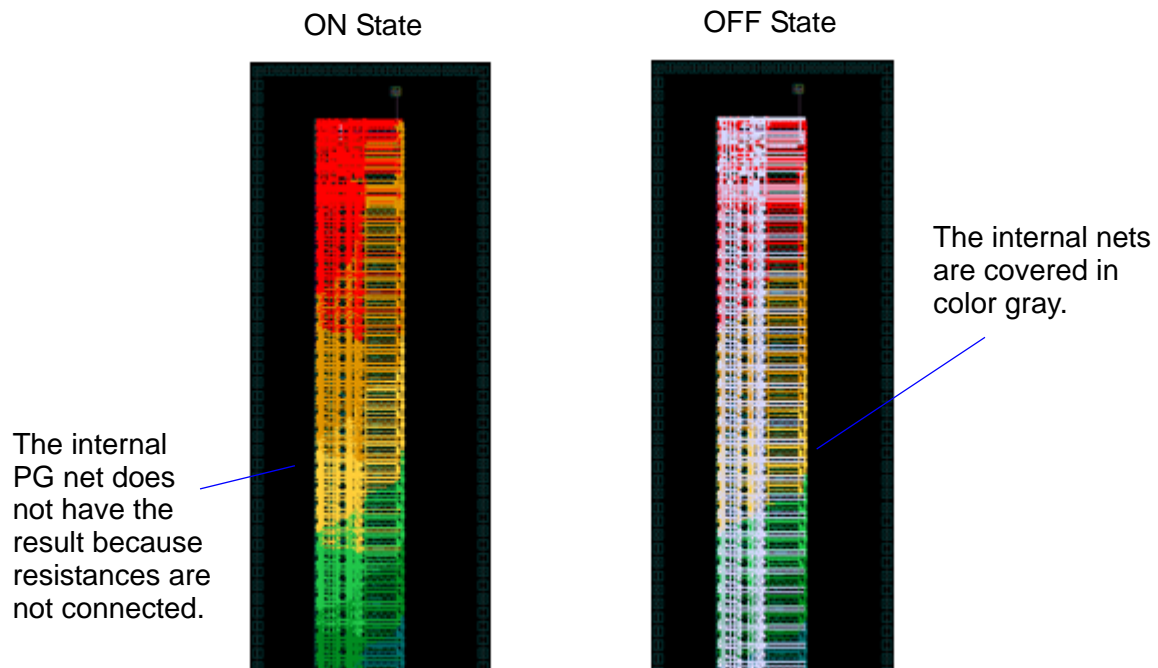 ON State
OFF State
The internal nets
are covered in
color gray.
The internal
PG net does
not have the
result because
resistances are
not connected.